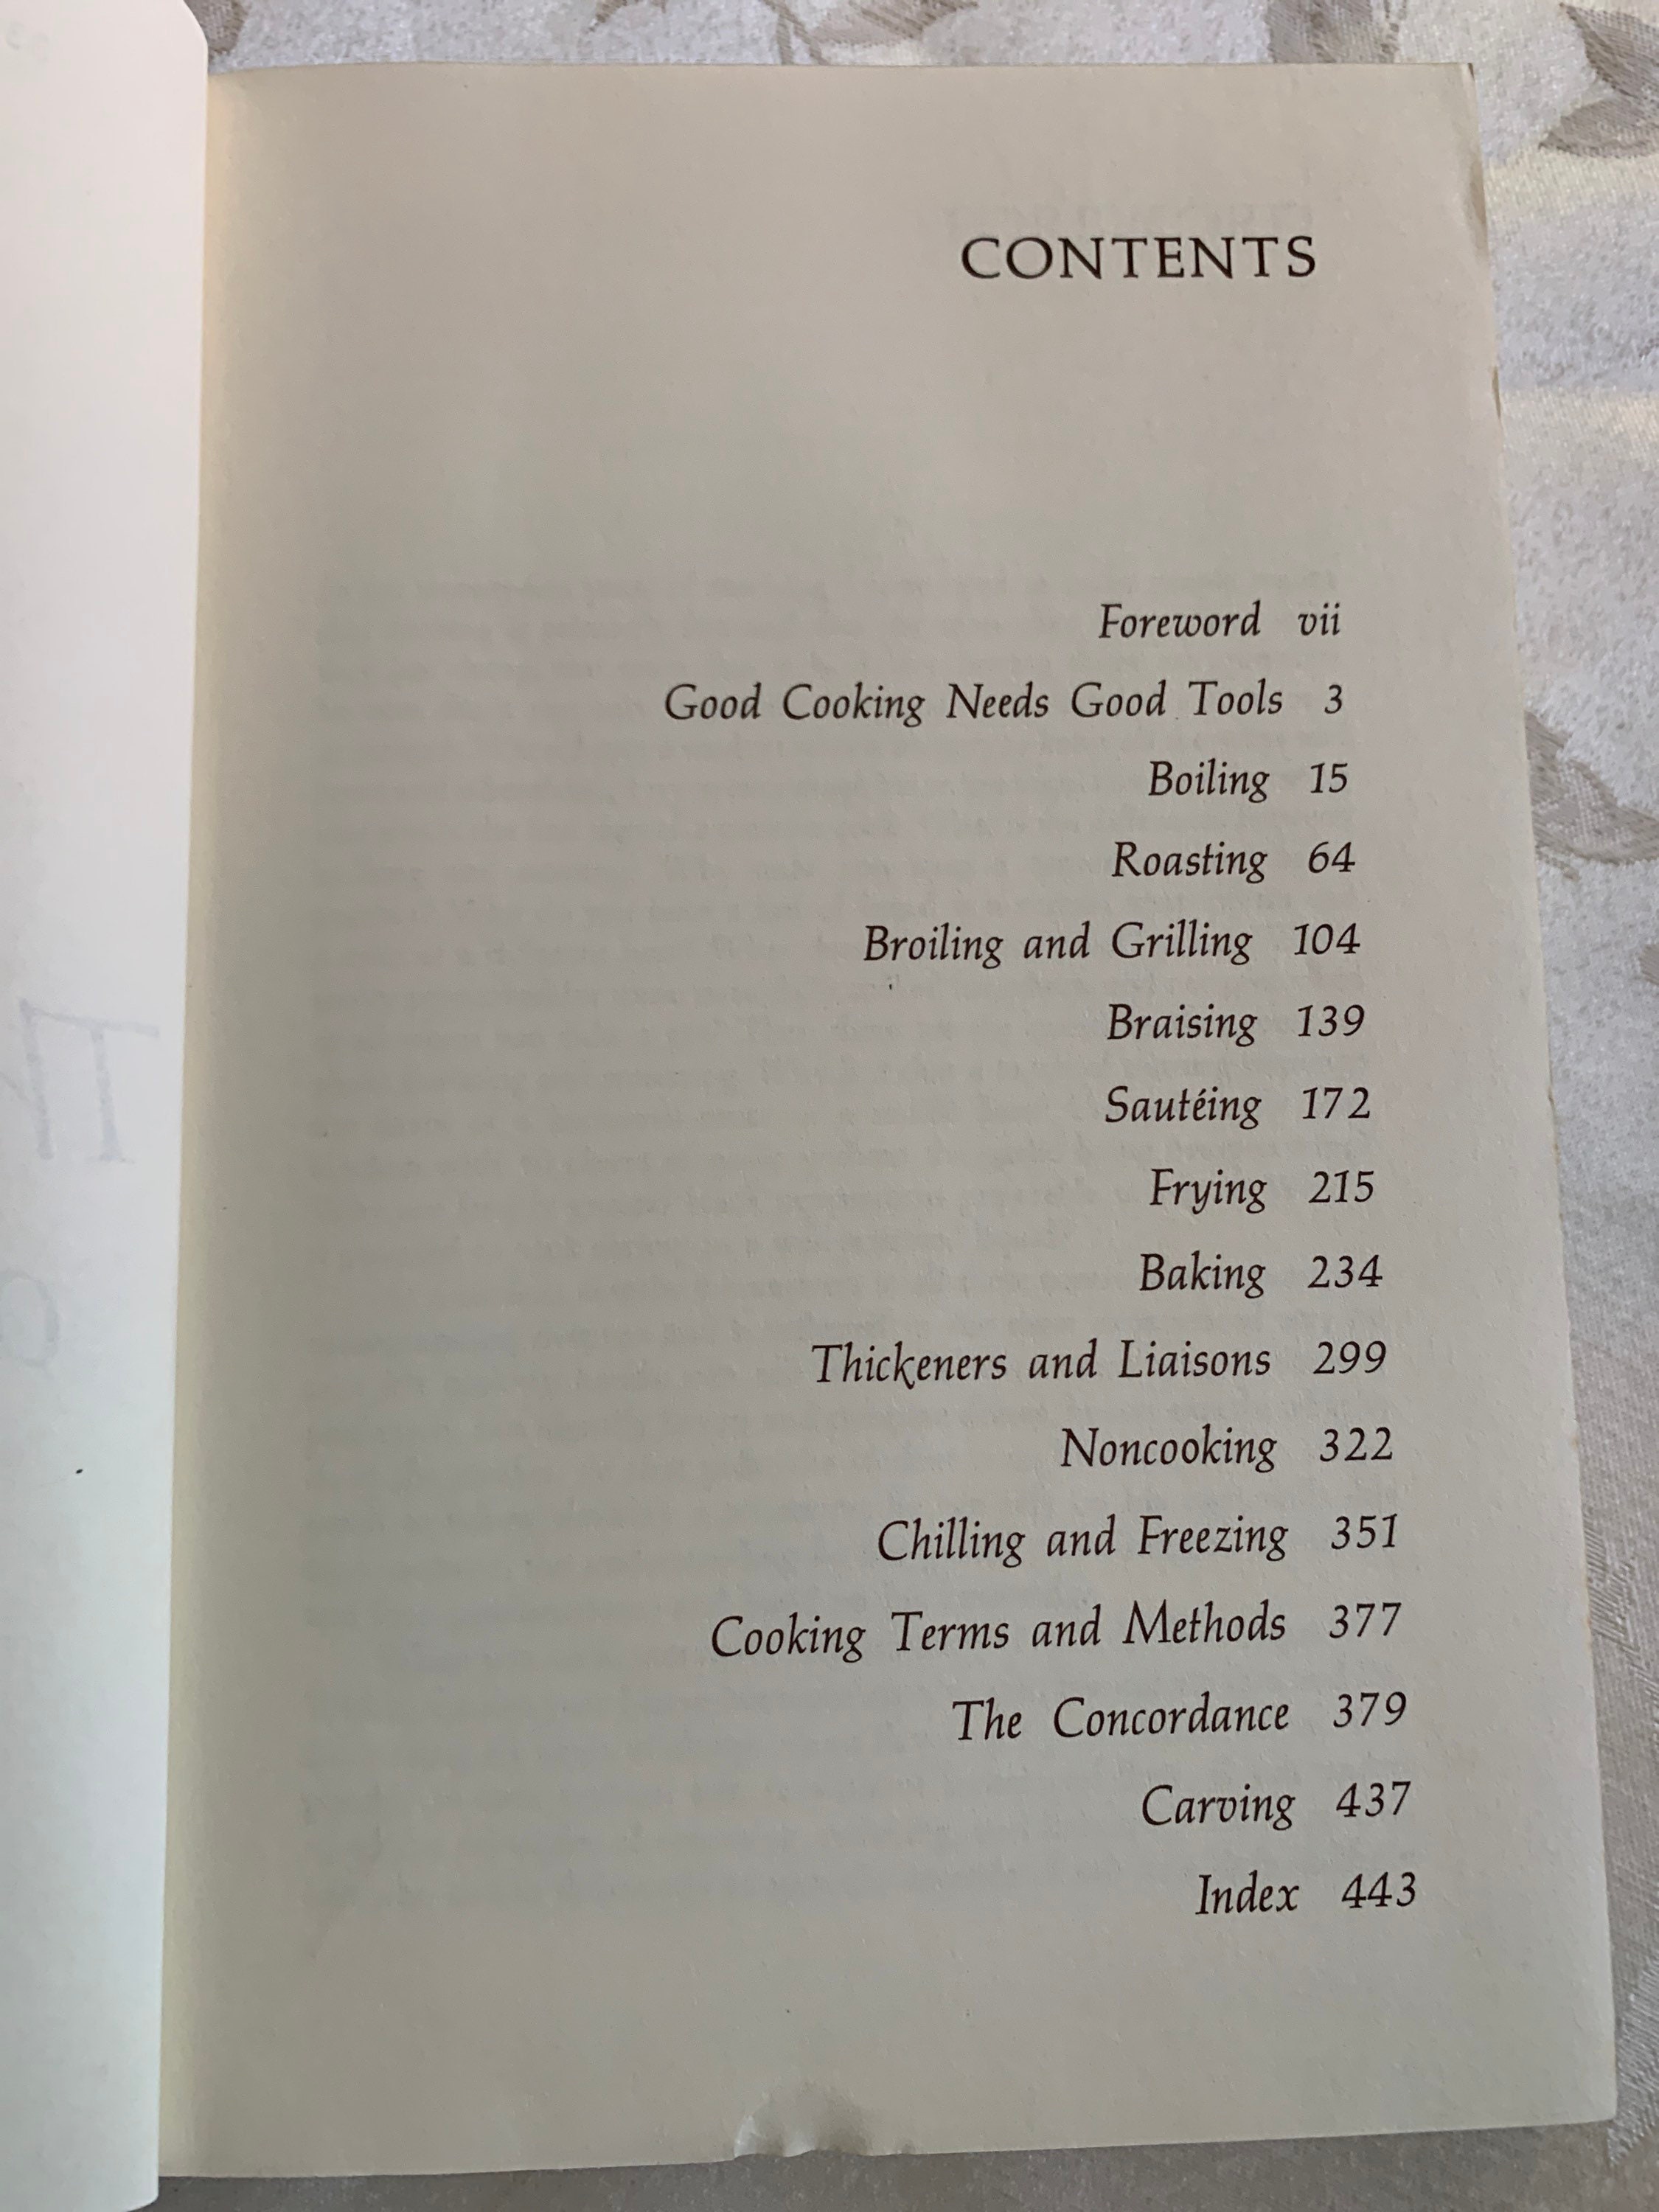 CONTENTS
Foreword vii
Good Cooking Needs Good Tools 3
Boiling 15
Roasting 64
Broiling and Grilling 104
Braising 139
Sautéing 172
Frying 215
Baking 234
Thickeners and Liaisons 299
Noncooking 322
Chilling and Freezing 351
Cooking Terms and Methods 377
The Concordance 379
Carving 437
Index 443